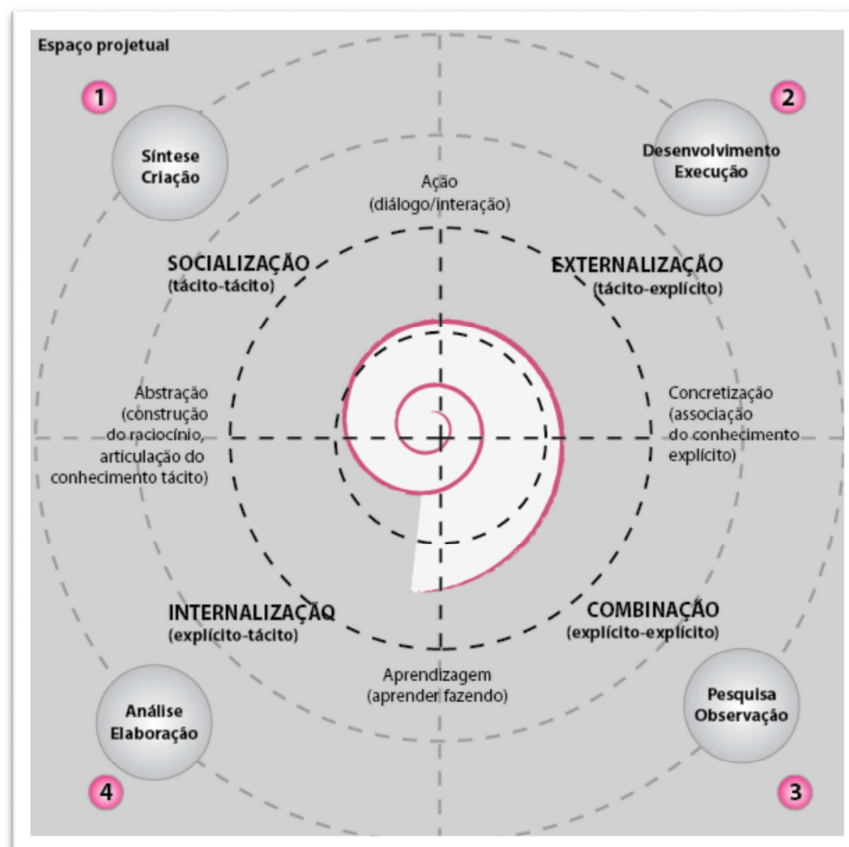 Espaço projetual
1
2
Síntese
Criação
Desenvolvimento
Execução
Ação
(diálogo/interação)
SOCIALIZAÇÃO
(tácito-tácito)
EXTERNALIZAÇÃO
(tácito-explícito)
Abstração
(construção
do raciocínio,
articulação do
conhecimento tácito)
Concretização
(associação
do conhecimento
explícito)
INTERNALIZAÇÃO
(explícito-tácito)
COMBINAÇÃO
(explícito-explícito)
Aprendizagem
(aprender fazendo)
Análise
Elaboração
Pesquisa
Observação
4
3